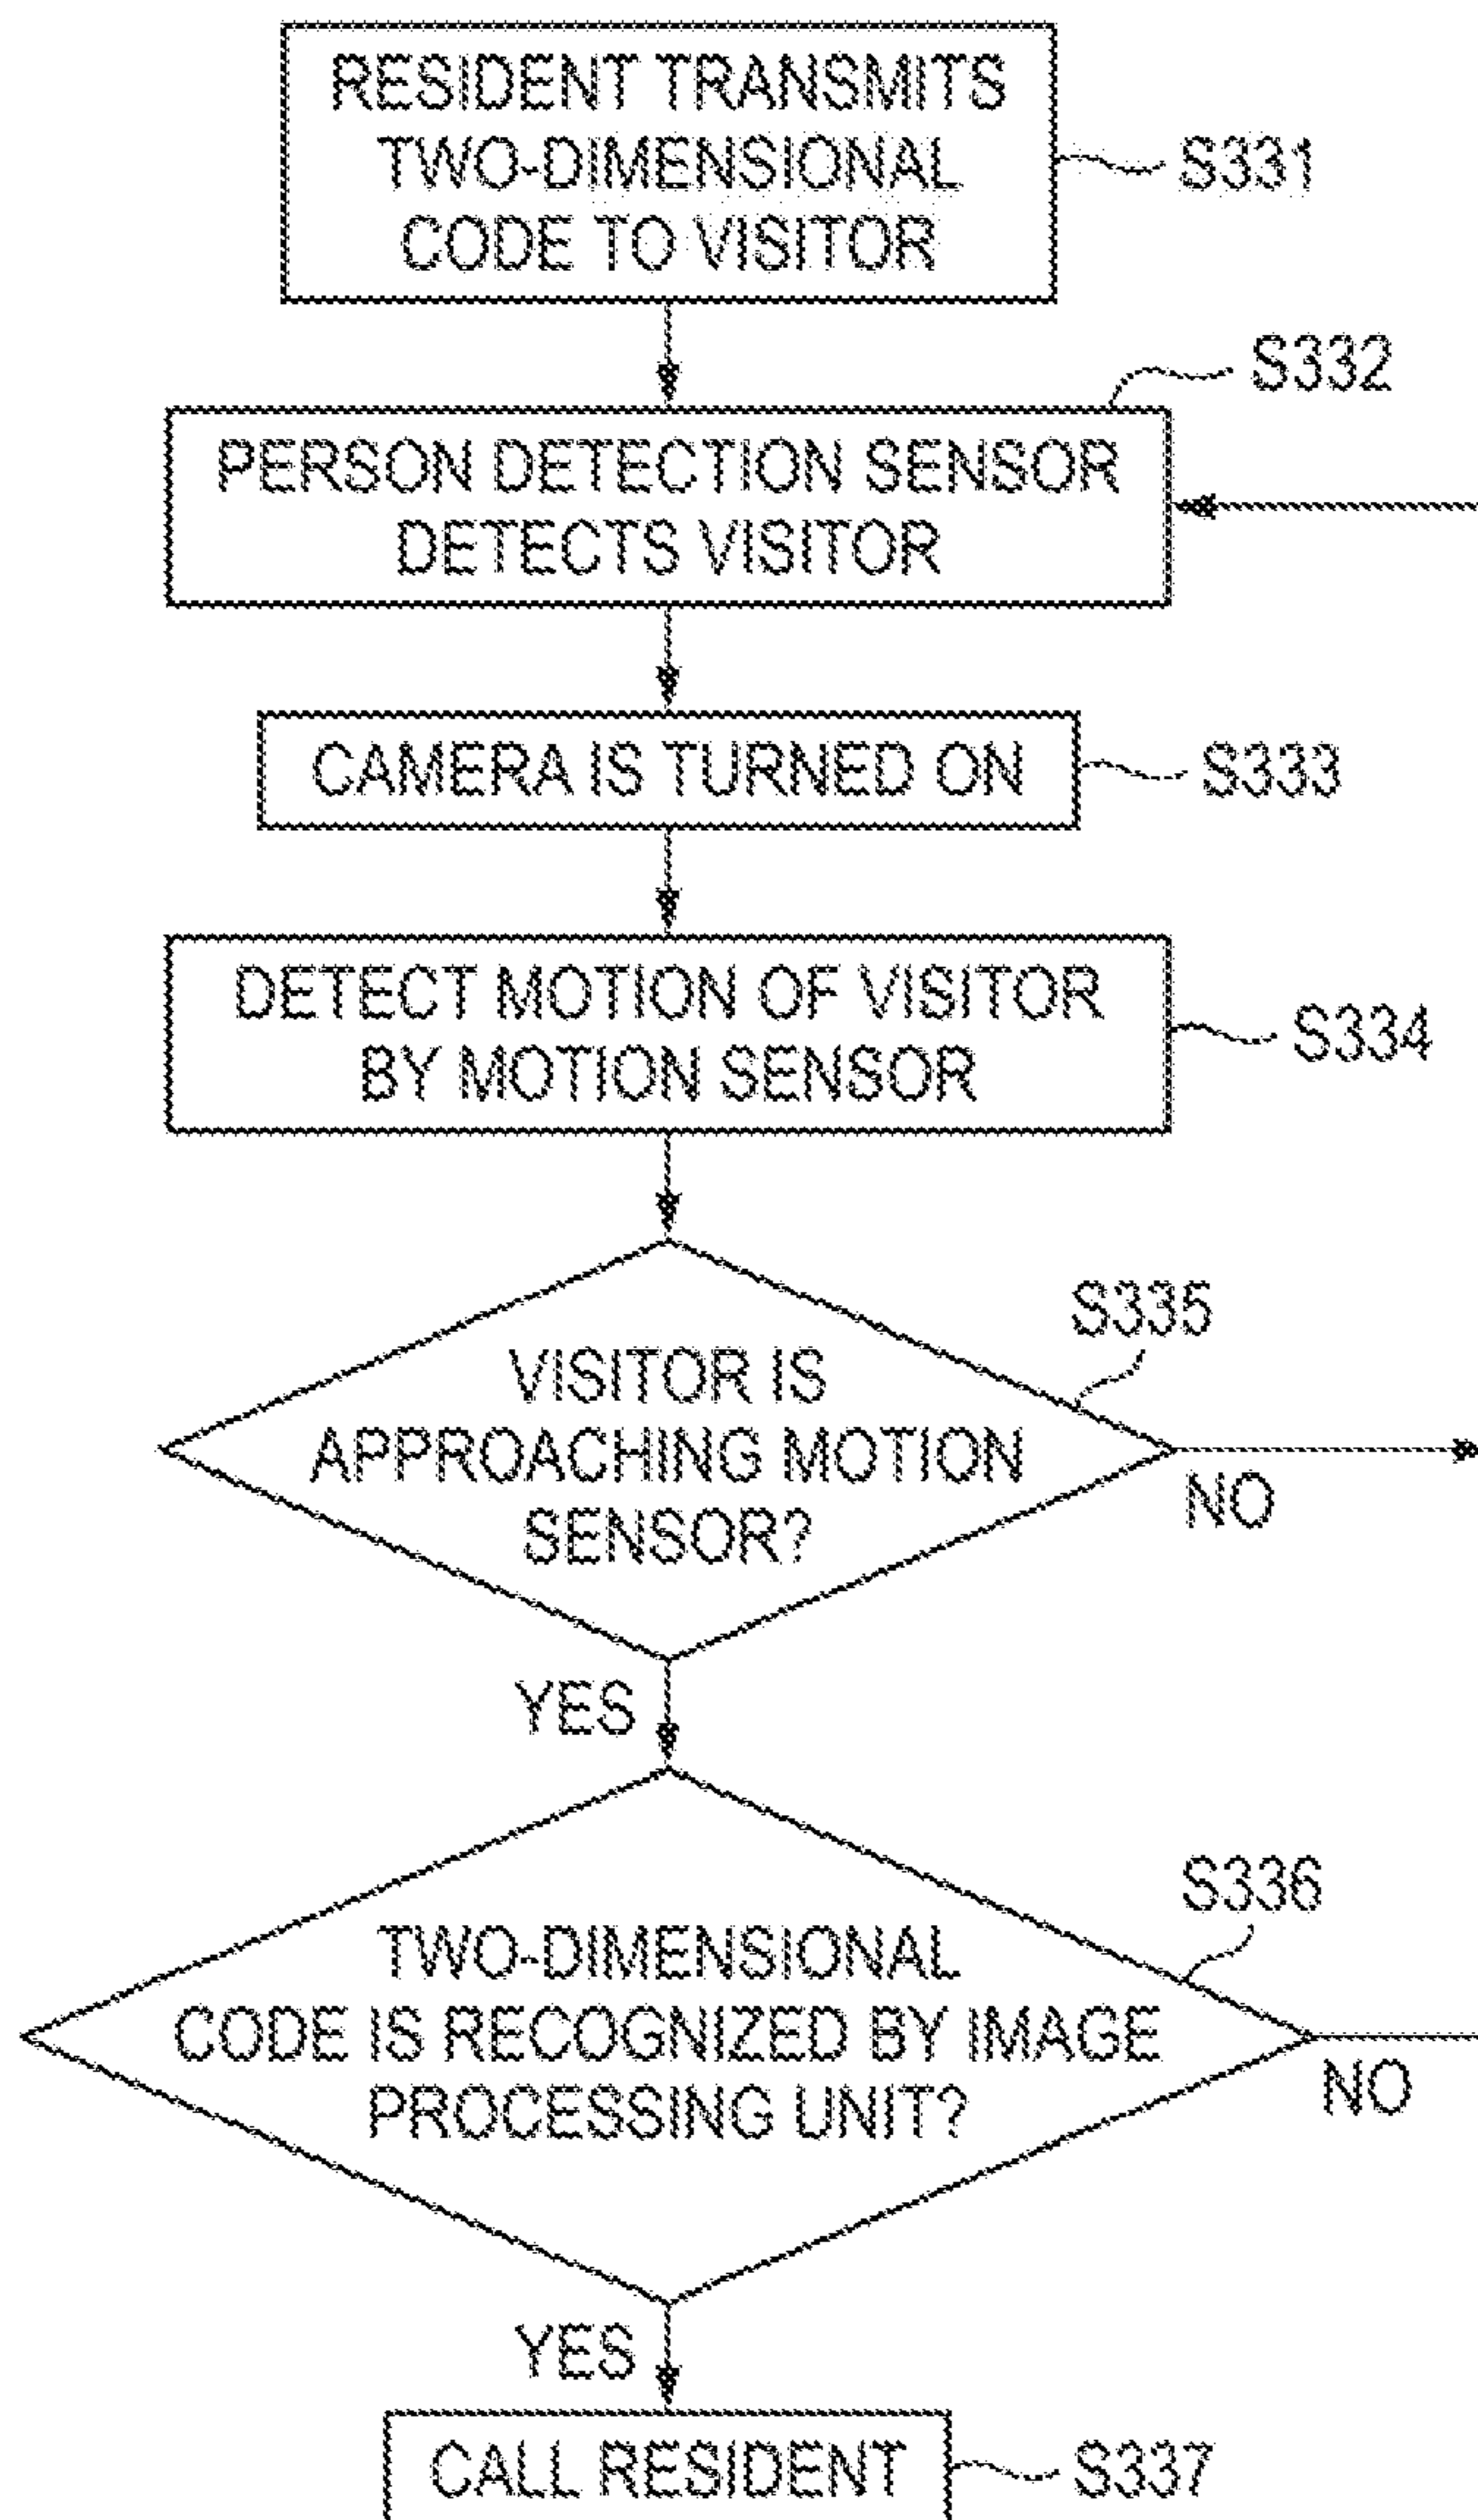 RESIDENT TRANSMITS
TWO-DIMENSIONAL
CODE TO VISITOR
S331
S332
PERSON DETECTION SENSOR
DETECTS VISITOR
CAMERA IS TURNED ON
S333
DETECT MOTION OF VISITOR
BY MOTION SENSOR
S334
S335
VISITOR IS
APPROACHING MOTION
SENSOR?
NO
YES
S336
TWO-DIMENSIONAL
CODE IS RECOGNIZED BY IMAGE
PROCESSING UNIT?
NO
YES
CALL RESIDENT
S337